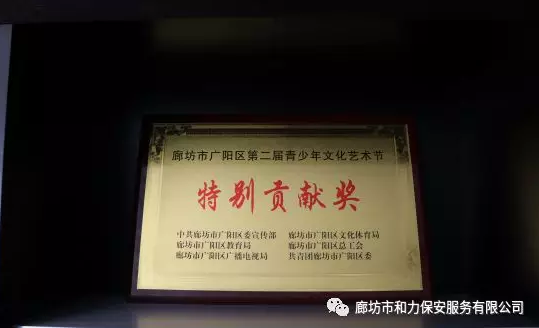 廊坊市广阳区第二届青少年文化艺术节
特别贡献奖
中共廊坊市广阳区委宣传部 廊坊市广阳区文化体育局
廊坊市广阳区教育局 廊坊市广阳区总工会
廊坊市广阳区广播电视局 共青团廊坊市广阳区委
廊坊市和力保安服务有限公司